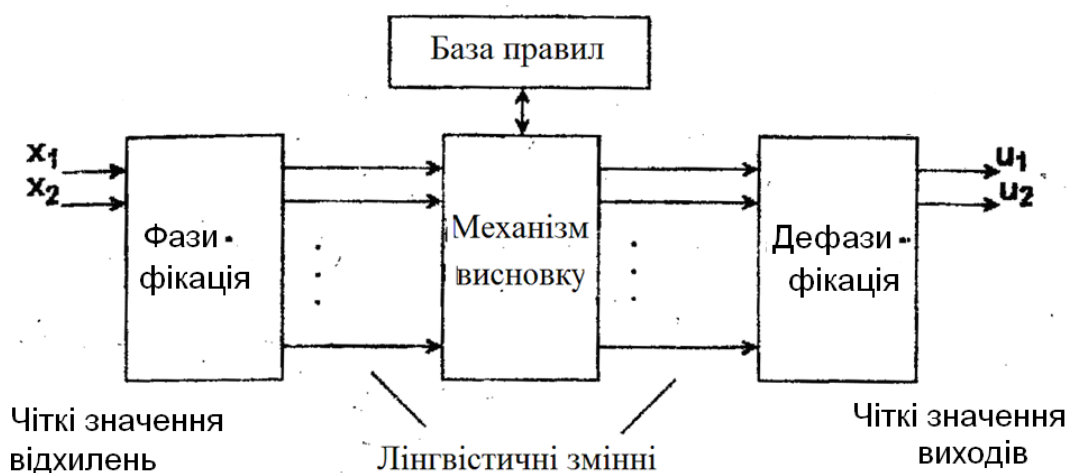 База правил
x1
x2
Фази-
фікація
Механізм
висновку
Дефази-
фікація
u1
u2
Чіткі значення
відхилень
Лінгвістичні змінні
Чіткі значення
виходів